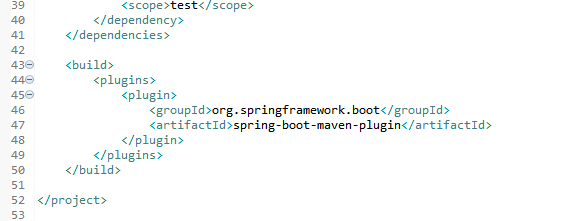 39 <scope>test</scope>
40 </dependency>
41 </dependencies>
42
43 <build>
44 <plugins>
45 <plugin>
46 <groupId>org.springframework.boot</groupId>
47 <artifactId>spring-boot-maven-plugin</artifactId>
48 </plugin>
49 </plugins>
50 </build>
51
52 </project>
53